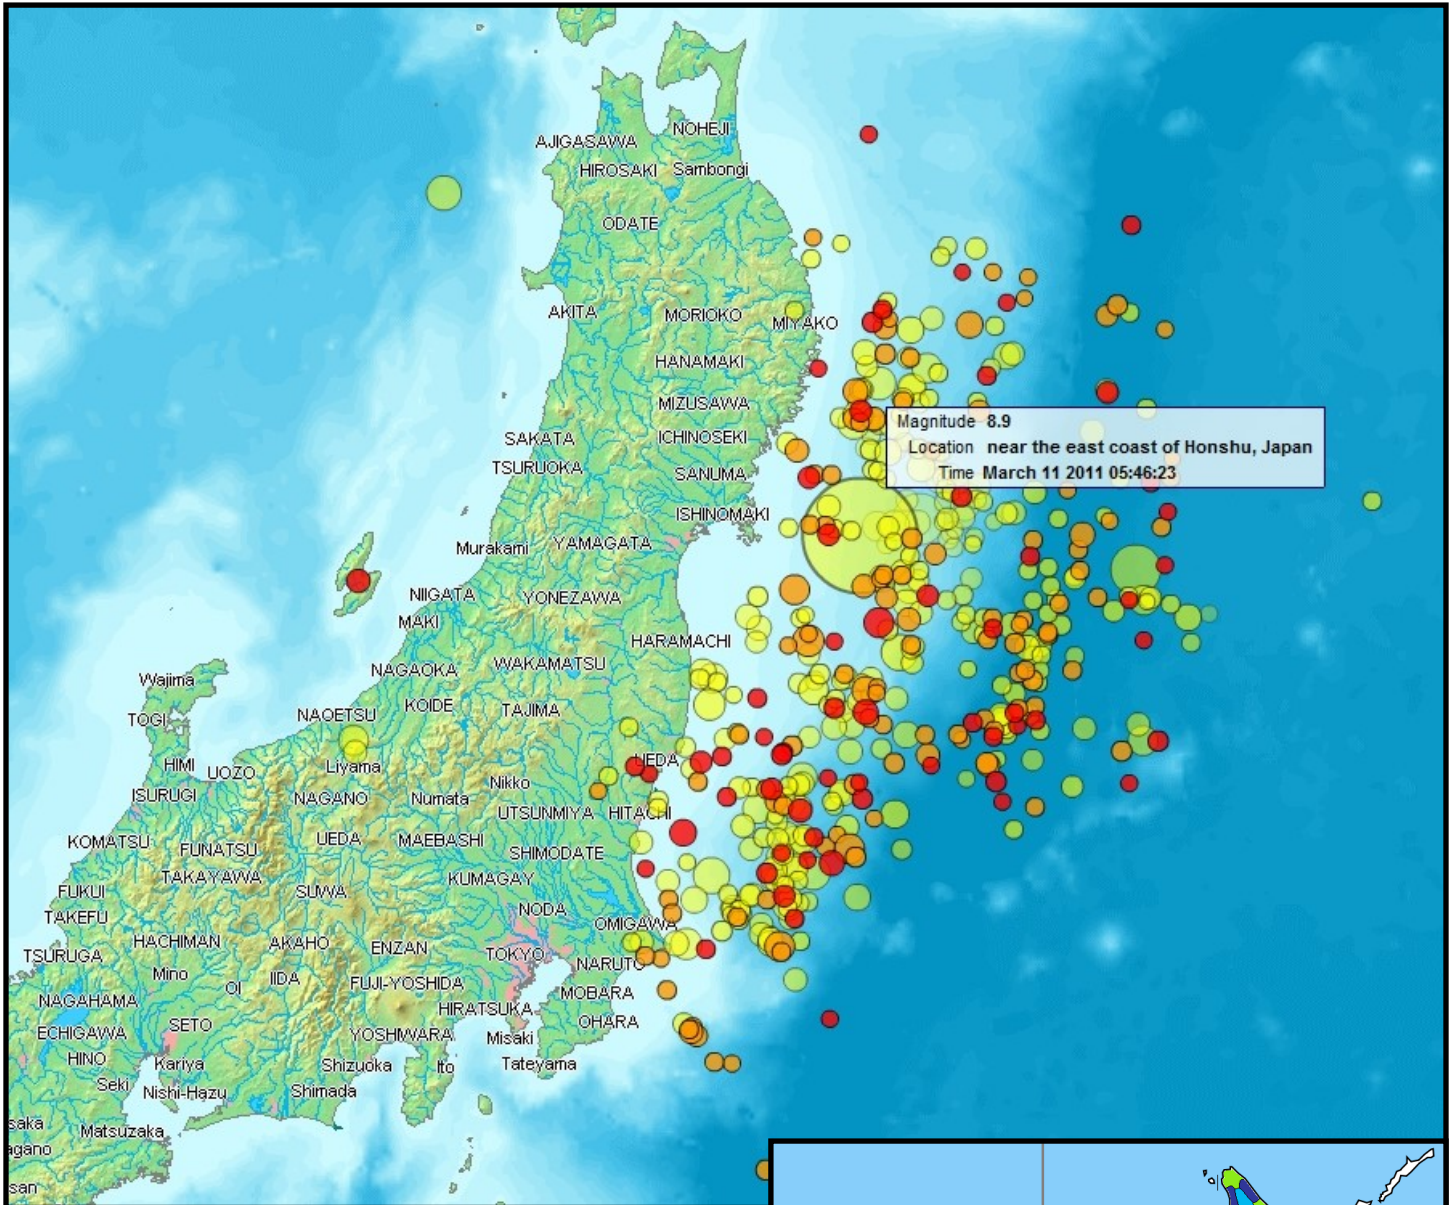 NOHEJI
AJIGASAWA
HIROSAKI Sambongi
ODATE
AKITA
MORIOKO
MIYAKO
HANAMAKI
MIZUSAWA
Magnitude 8.9
Location near the east coast of Honshu, Japan
Time March 11 2011 05:46:23
SAKATA
ICHINOSEKI
TSURUOKA
SANUMA
ISHINOMAKI
Murakami
YAMAGATA
NIIGATA
YONEZAWA
MAKI
HARAMACHI
NAGAOKA
WAKAMATSU
Wajima
KOIDE
TAJIMA
TOGI
NAOETSU
HIMI
UOZO
Liyama
UEDA
ISURUGI
NAGANO
Numata
Nikko
UTSUNMIYA
HITACHI
KOMATSU
FUNATSU
UEDA
MAEBASHI
SHIMODATE
TAKAYAWA
SUWA
KUMAGAY
FUKUI
TAKEFU
NODA
OMIGAWA
TSURUGA
HACHIMAN
AKAHO
ENZAN
TOKYO
NARUTO
Mino
OI
IIDA
FUJI-YOSHIDA
MOBARA
NAGAHAMA
HIRATSUKA
OHARA
ECHIGAWA
SETO
YOSHIWARA
Misaki
HINO
Kariya
Shizuoka
Ito
Tateyama
Seki
Nishi-Hazu
Shimada
saka
Matsuzaka
agano
san